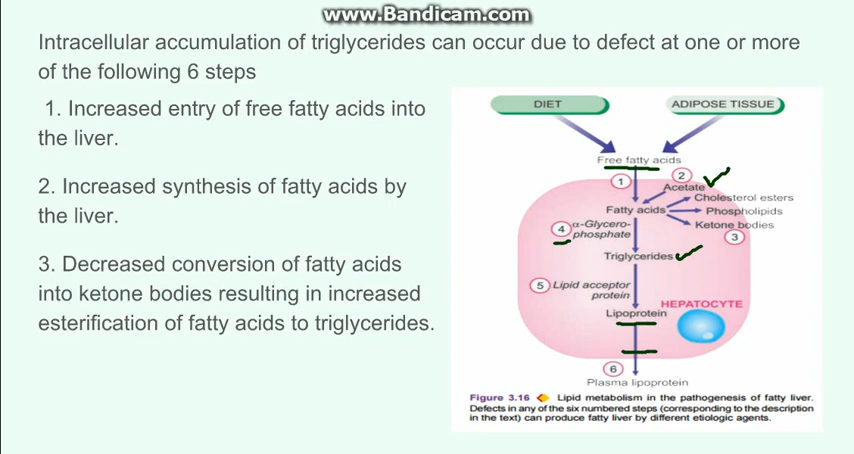 www.Bandicam.com
Intracellular accumulation of triglycerides can occur due to defect at one or more
of the following 6 steps
1. Increased entry of free fatty acids into
the liver.
2. Increased synthesis of fatty acids by
the liver.
3. Decreased conversion of fatty acids
into ketone bodies resulting in increased
esterification of fatty acids to triglycerides.
DIET
ADIPOSE TISSUE
Free fatty acids
1
2
Acetate
Cholesterol esters
Fatty acids
Phospholipids
Ketone bodies
3
4
α-Glycero-
phosphate
Triglycerides
5 Lipid acceptor
protein
HEPATOCYTE
Lipoprotein
6
Plasma lipoprotein
Figure 3.16 Lipid metabolism in the pathogenesis of fatty liver.
Defects in any of the six numbered steps (corresponding to the description
in the text) can produce fatty liver by different etiologic agents.